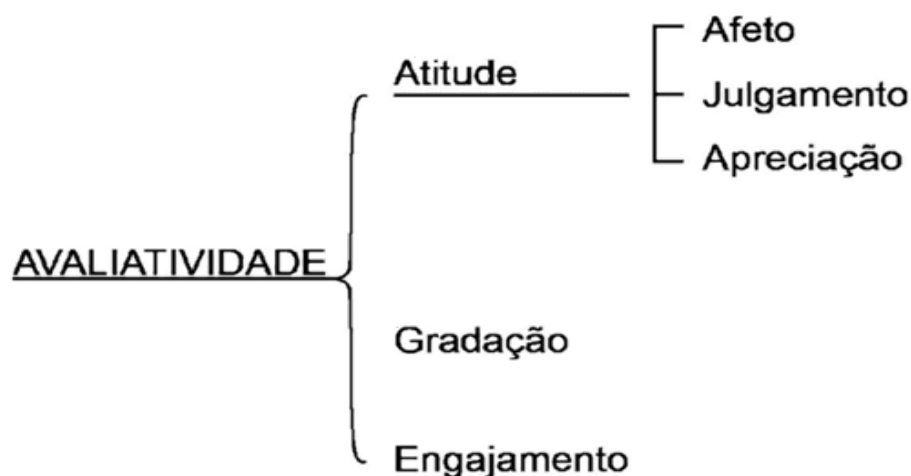 Afeto
Atitude
Julgamento
Apreciação
AVALIATIVIDADE
Gradação
Engajamento